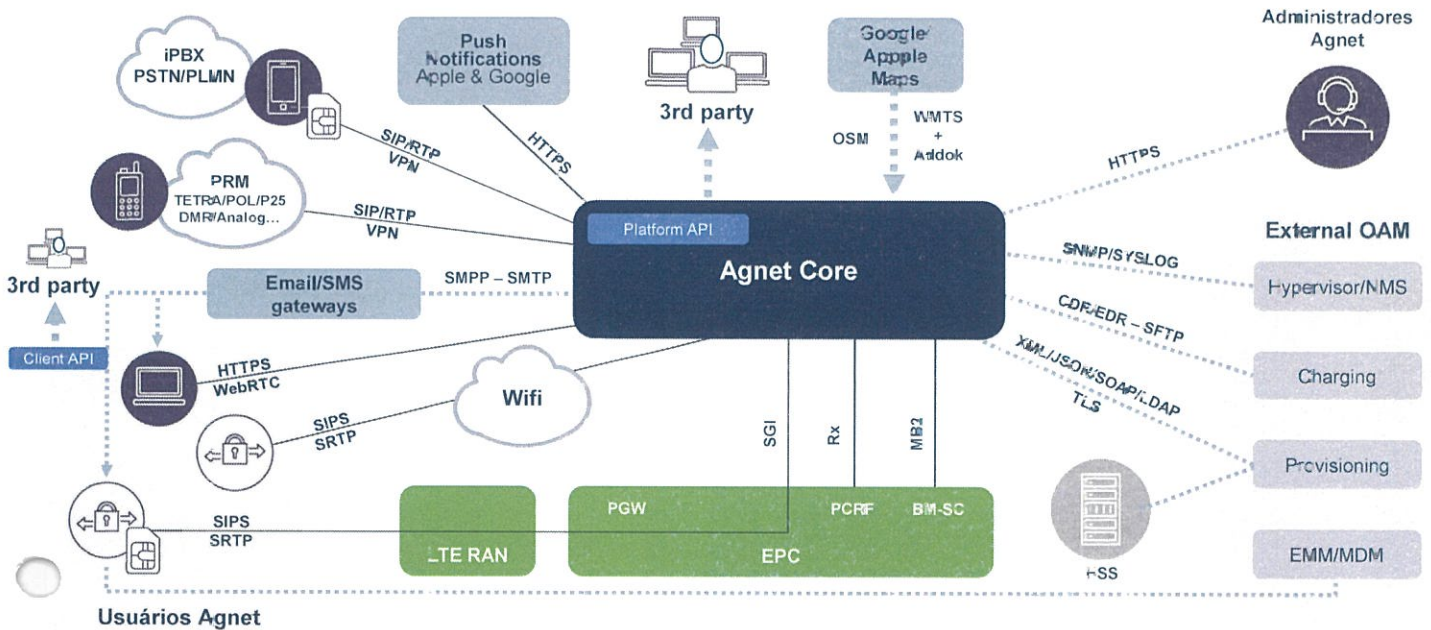 Administradores
Agnet
iPBX
PSTN/PLMN
Push
Notifications
Apple & Google
Google/
Appple
Maps
3rd party
SIP/RTP
VPN
HTTPS
OSM
WMTS
+
HTTPS
PRM
TETRA/POL/P25
DMR/Analog...
SIP/RTP
VPN
Platform API
Agnet Core
External OAM
SNMP/SYSLOG
Hypervisor/NMS
3rd party
Email/SMS
gateways
SMPP – SMTP
CDR/EDR – SFTP
Client API
HTTPS
WebRTC
Wifi
XML/JSON/SOAP/LDAP
TLS
Charging
SIPS
SRTP
SGI
Rx
MB2
Provisioning
PGW
PCRF
BM-SC
SIPS
SRTP
LTE RAN
EPC
HSS
EMM/MDM
Usuários Agnet